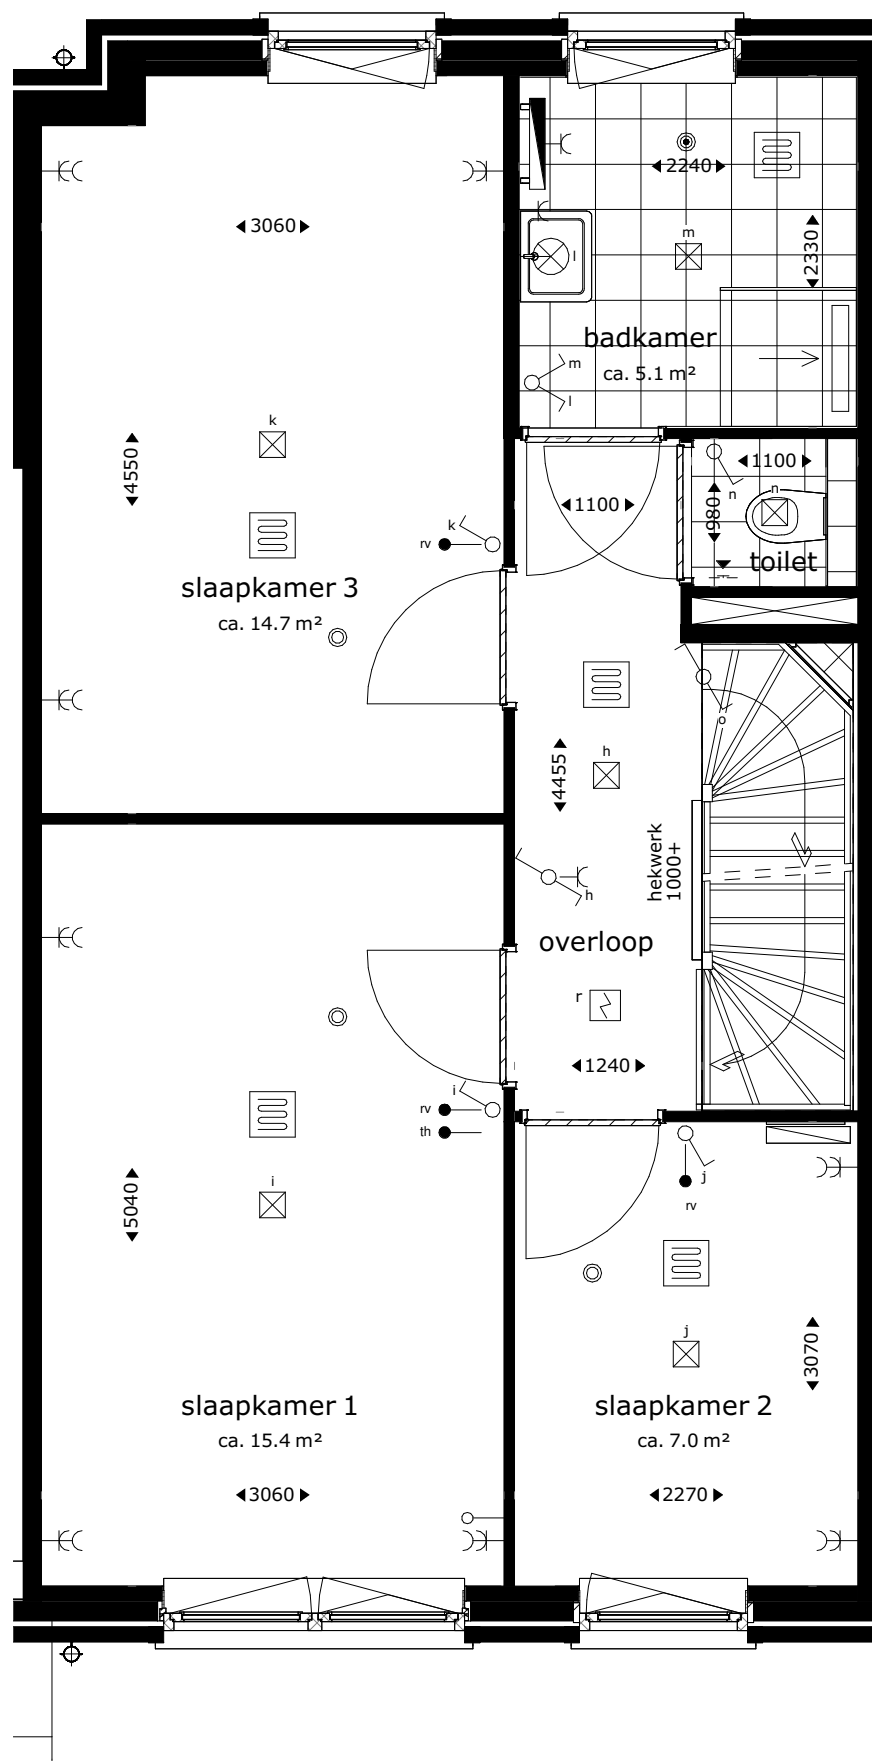 2240
3060
m
l
2330
badkamer
ca. 5.1 m²
m
l
k
4550
1100
1100
n
n
980
k
rv
toilet
slaapkamer 3
ca. 14.7 m²
o
h
4455
hekwerk
1000+
h
overloop
r
1240
i
rv
th
j
rv
i
5040
j
3070
slaapkamer 1
ca. 15.4 m²
slaapkamer 2
ca. 7.0 m²
3060
2270